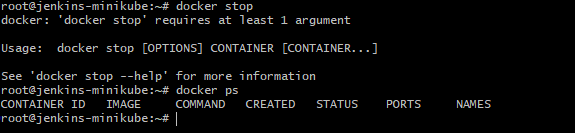 root@jenkins-minikube:~# docker stop
docker: 'docker stop' requires at least 1 argument

Usage:  docker stop [OPTIONS] CONTAINER [CONTAINER...]

See 'docker stop --help' for more information
root@jenkins-minikube:~# docker ps
CONTAINER ID   IMAGE     COMMAND   CREATED   STATUS    PORTS     NAMES
root@jenkins-minikube:~#